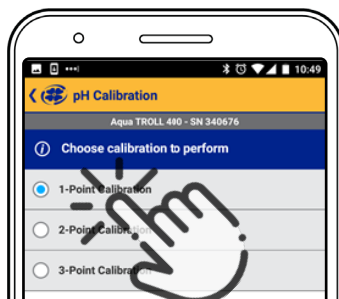 10:49
pH Calibration
Aqua TROLL 400 - SN 340676
Choose calibration to perform
1-Point Calibration
2-Point Calibration
3-Point Calibration